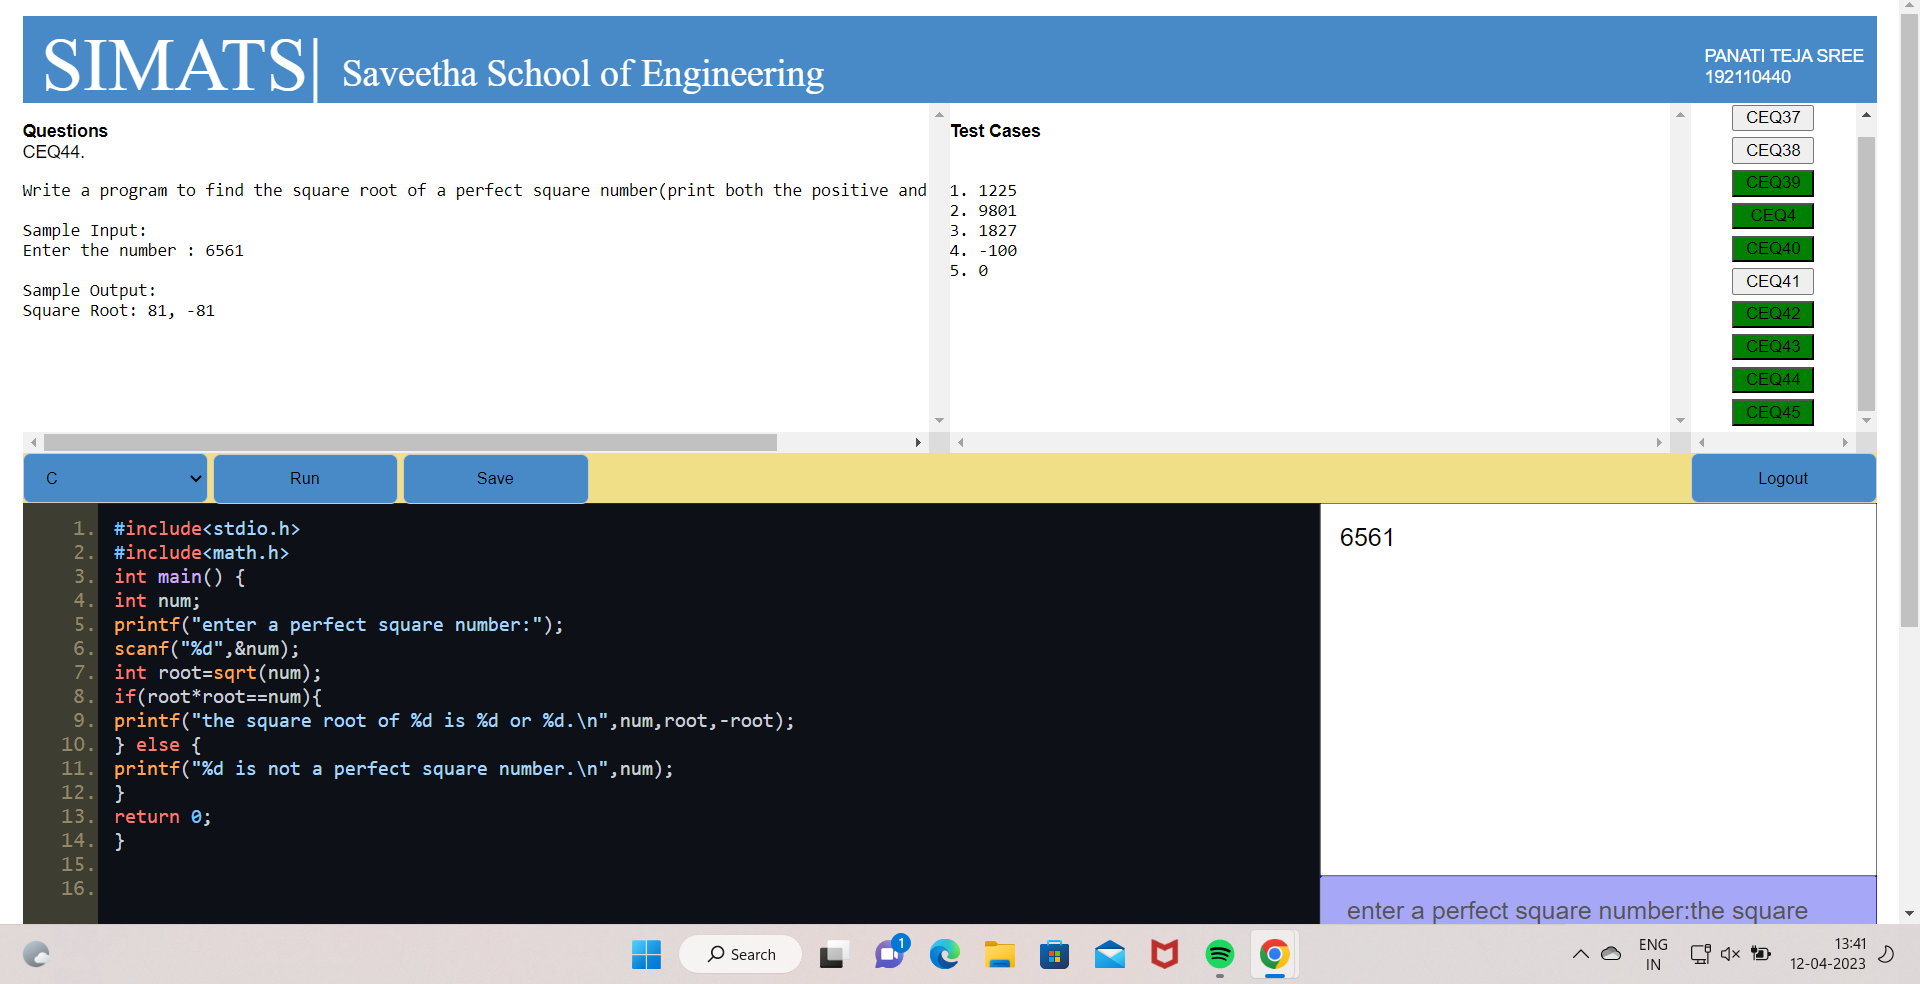 SIMATS| Saveetha School of Engineering
PANATI TEJA SREE
192110440
Questions
CEQ44.
Write a program to find the square root of a perfect square number(print both the positive and
Sample Input:
Enter the number : 6561
Sample Output:
Square Root: 81, -81
Test Cases
1. 1225
2. 9801
3. 1827
4. -100
5. 0
CEQ37
CEQ38
CEQ39
CEQ4
CEQ40
CEQ41
CEQ42
CEQ43
CEQ44
CEQ45
C
Run
Save
Logout
1. #include<stdio.h>
2. #include<math.h>
3. int main() {
4. int num;
5. printf("enter a perfect square number:");
6. scanf("%d",&num);
7. int root=sqrt(num);
8. if(root*root==num){
9. printf("the square root of %d is %d or %d.\n",num,root,-root);
10. } else {
11. printf("%d is not a perfect square number.\n",num);
12. }
13. return 0;
14. }
15.
16.
6561
enter a perfect square number:the square
Search
1
ENG
IN
13:41
12-04-2023